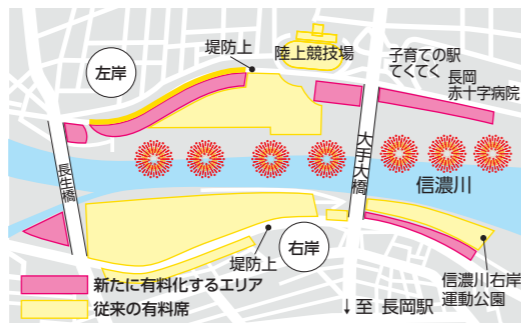 堤防上
陸上競技場
子育ての駅
てくてく
長岡
赤十字病院
左岸
長生橋
大手大橋
信濃川
右岸
堤防上
信濃川右岸
運動公園
新たに有料化するエリア
従来の有料席
↓至 長岡駅